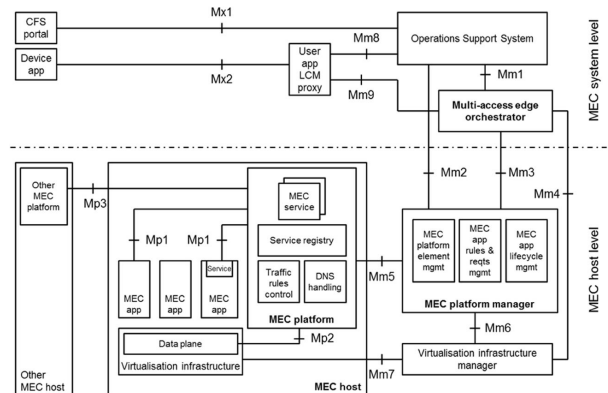 CFS
portal
Mx1
Mm8
Operations Support System
Device
app
Mx2
User
app
LCM
proxy
Mm9
Mm1
Multi-access edge
orchestrator
MEC system level
Other
MEC
platform
Mp3
MEC
service
Service registry
Traffic
rules
control
DNS
handling
MEC platform
Mp1
Mp1
MEC
app
MEC
app
Service
MEC
app
Mp2
Data plane
Virtualisation infrastructure
MEC host
Other
MEC host
Mm2
Mm3
Mm4
Mm5
MEC
platform
element
mgmt
MEC
app
rules &
reqts
mgmt
MEC
app
lifecycle
mgmt
MEC platform manager
Mm6
Mm7
Virtualisation infrastructure
manager
MEC host level